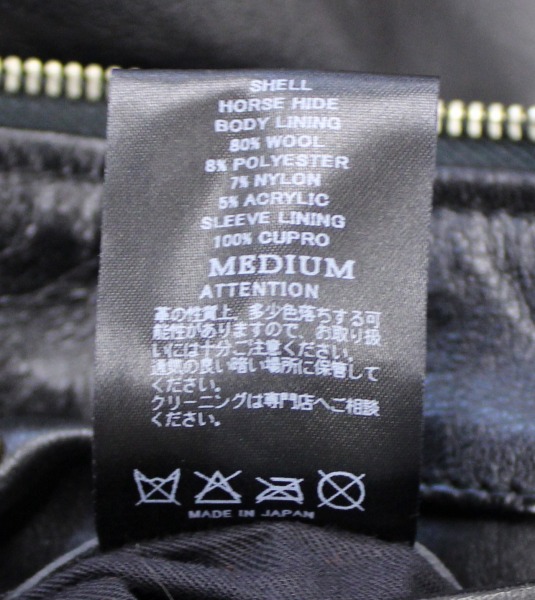 SHELL
HORSE HIDE
BODY LINING
80% WOOL
8% POLYESTER
7% NYLON
5% ACRYLIC
SLEEVE LINING
100% CUPRO
MEDIUM
ATTENTION
革の性質上、多少色落ちする可
能性がありますので、お取り扱
いには十分ご注意ください。
通気の良い暗い場所に保管して
ください。
クリーニングは専門店へご相談
ください。
MADE IN JAPAN